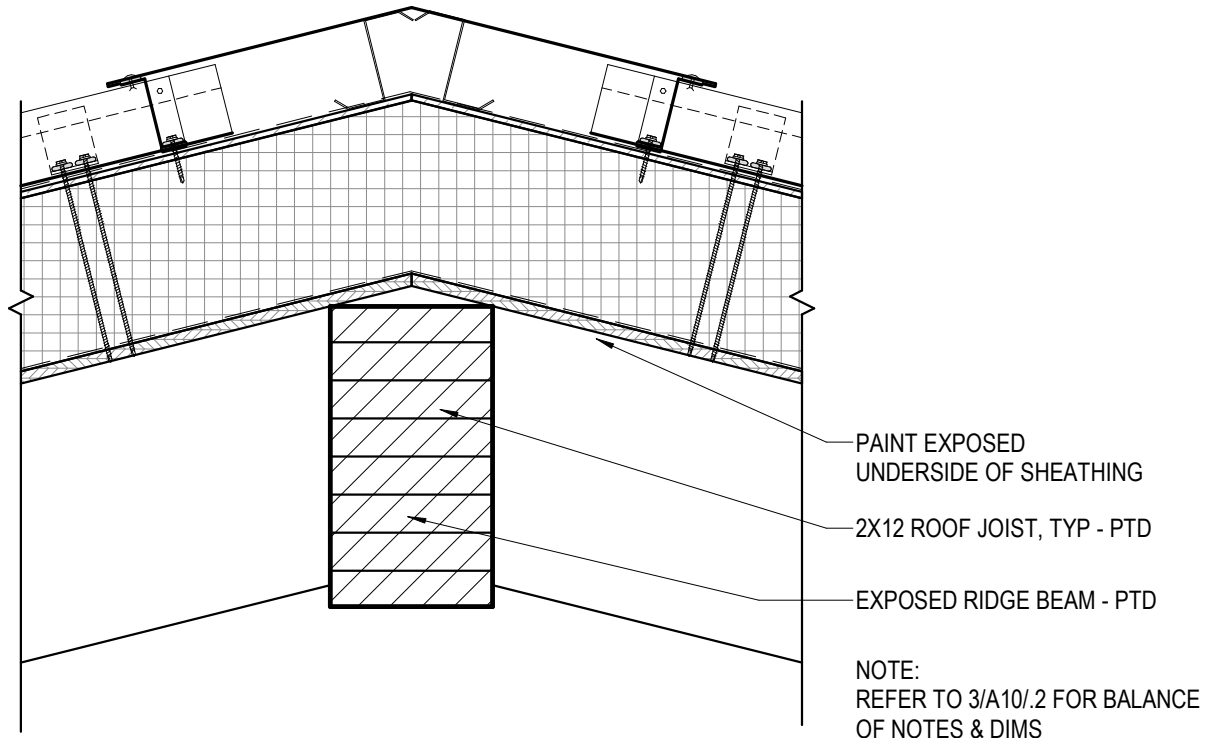 PAINT EXPOSED
UNDERSIDE OF SHEATHING
2X12 ROOF JOIST, TYP - PTD
EXPOSED RIDGE BEAM - PTD
NOTE:
REFER TO 3/A10/.2 FOR BALANCE
OF NOTES & DIMS